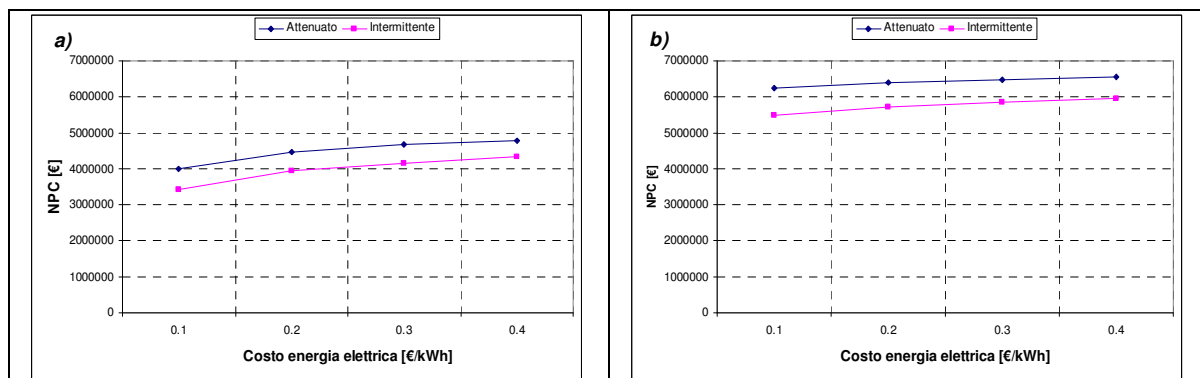 a)
Attenuato
Intermittente
7000000
6000000
5000000
4000000
3000000
2000000
1000000
0
NPC [€]
0.1
0.2
0.3
0.4
Costo energia elettrica [€/kWh]
b)
Attenuato
Intermittente
7000000
6000000
5000000
4000000
3000000
2000000
1000000
0
NPC [€]
0.1
0.2
0.3
0.4
Costo energia elettrica [€/kWh]